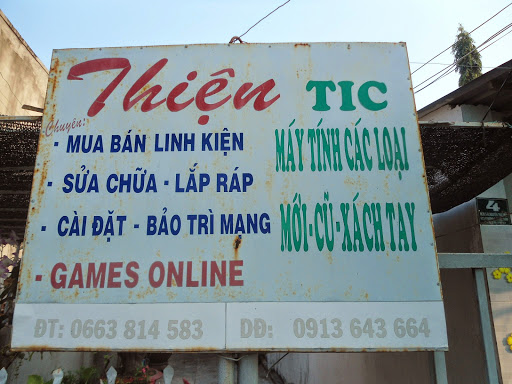 Thiện TIC
Chuyên:
- MUA BÁN LINH KIỆN
- SỬA CHỮA - LẮP RÁP
- CÀI ĐẶT - BẢO TRÌ MẠNG
- GAMES ONLINE
MÁY TÍNH CÁC LOẠI
MỚI-CŨ-XÁCH TAY
ĐT: 0663 814 583
DĐ: 0913 643 664
4